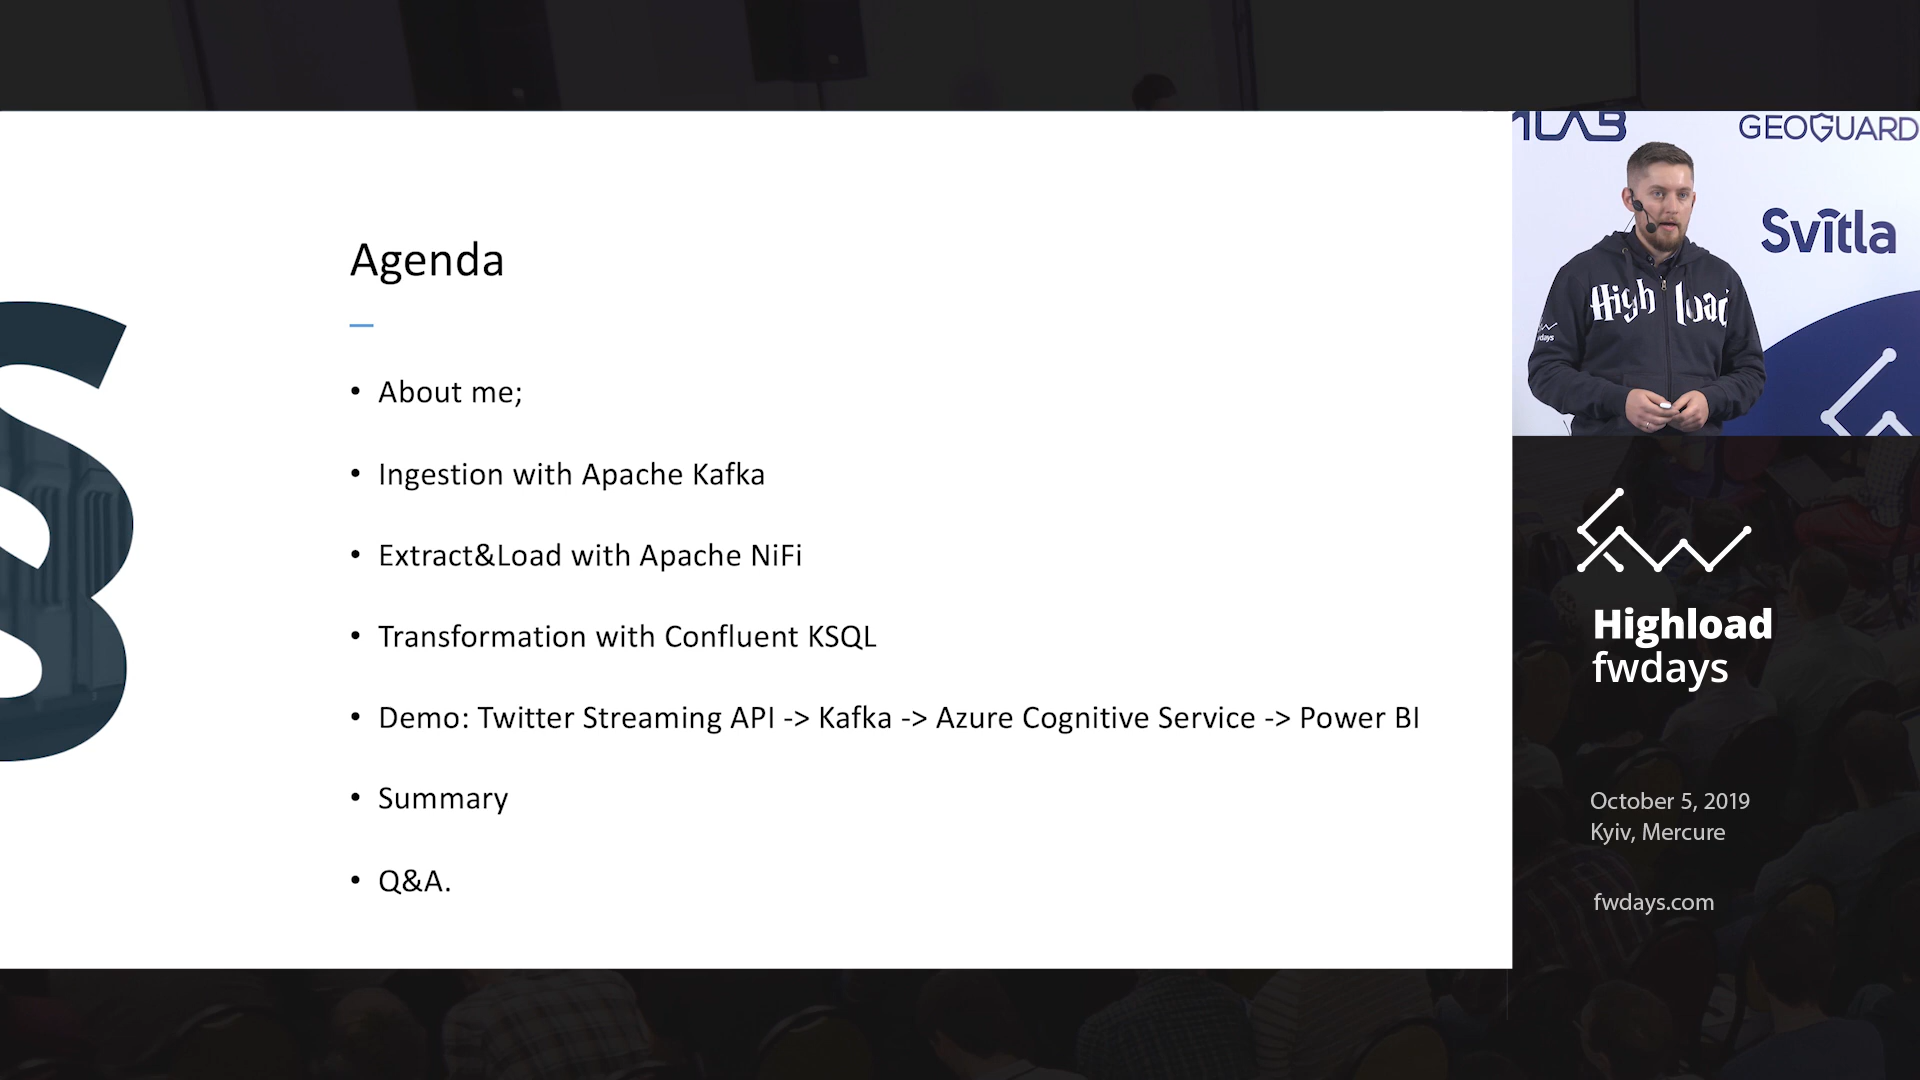 Agenda
• About me;
• Ingestion with Apache Kafka
• Extract&Load with Apache NiFi
• Transformation with Confluent KSQL
• Demo: Twitter Streaming API -> Kafka -> Azure Cognitive Service -> Power BI
• Summary
• Q&A.
GEOGUARD
Svitla
High load
Highload
fwdays
October 5, 2019
Kyiv, Mercure
fwdays.com